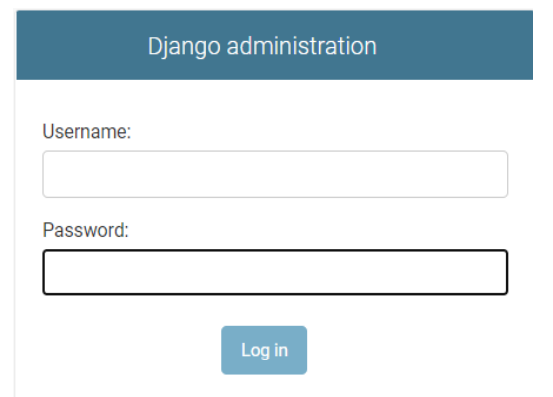 Django administration
Username:
Password:
Log in